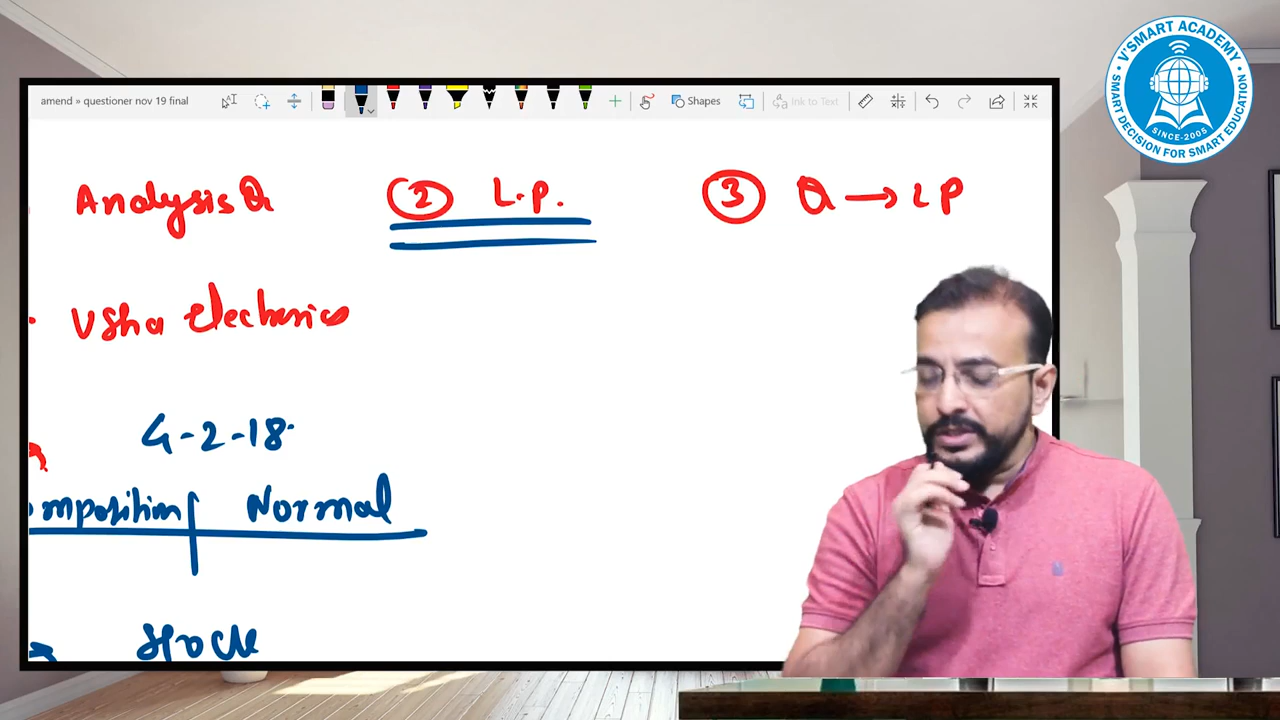 amend » questioner nov 19 final
Shapes
Ink to Text
V'SMART ACADEMY
SINCE-2005
SMART DECISION FOR SMART EDUCATION
Analysis Q
② L.P.
③ Q → LP
Usha Electronics
4-2-18
omposition Normal
Stock